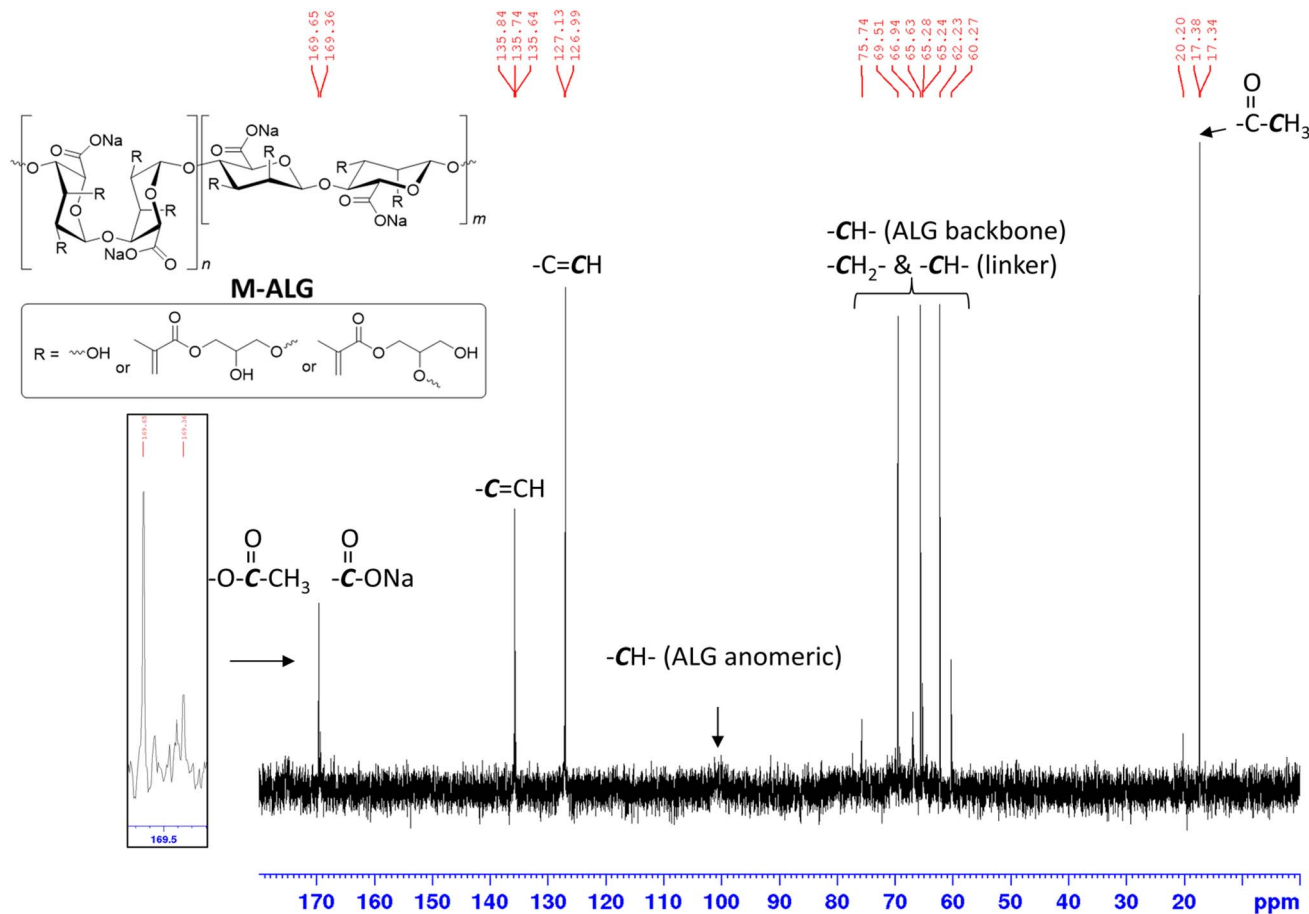 169.65
169.36
135.84
135.74
135.64
127.13
126.99
75.74
69.51
66.94
65.63
65.28
65.24
62.23
60.27
20.20
17.38
17.34
O
-C-CH3
O
ONa
O
R
R
O
O
R
R
O
O
NaO
O
n
O
ONa
R
O
R
O
R
O
R
O
O
ONa
m
M-ALG
R = OH
or
O
O
OH
O
or
O
O
OH
O
-C=CH
-CH- (ALG backbone)
-CH2- & -CH- (linker)
169.65
169.36
169.5
-C=CH
O
-O-C-CH3
O
-C-ONa
-CH- (ALG anomeric)
170 160 150 140 130 120 110 100 90 80 70 60 50 40 30 20 ppm